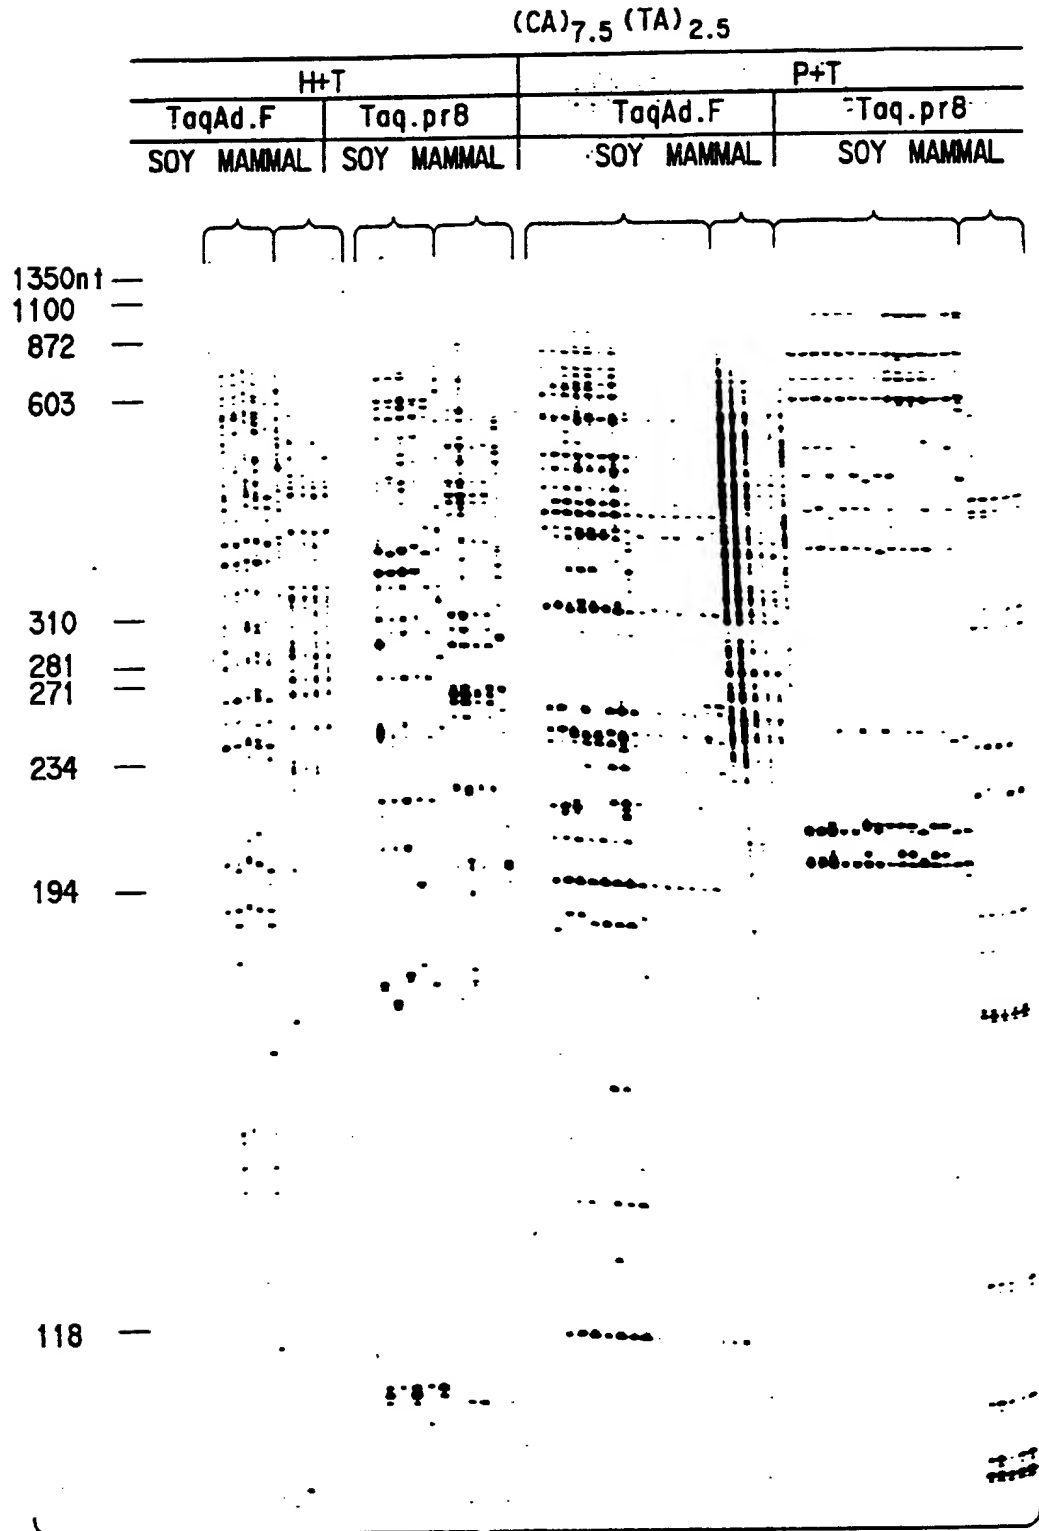 (CA)7.5 (TA)2.5
H+T P+T
TaqAd.F Taq.pr8 TaqAd.F Taq.pr8
SOY MAMMAL SOY MAMMAL SOY MAMMAL SOY MAMMAL
1350nt
1100
872
603
310
281
271
234
194
118